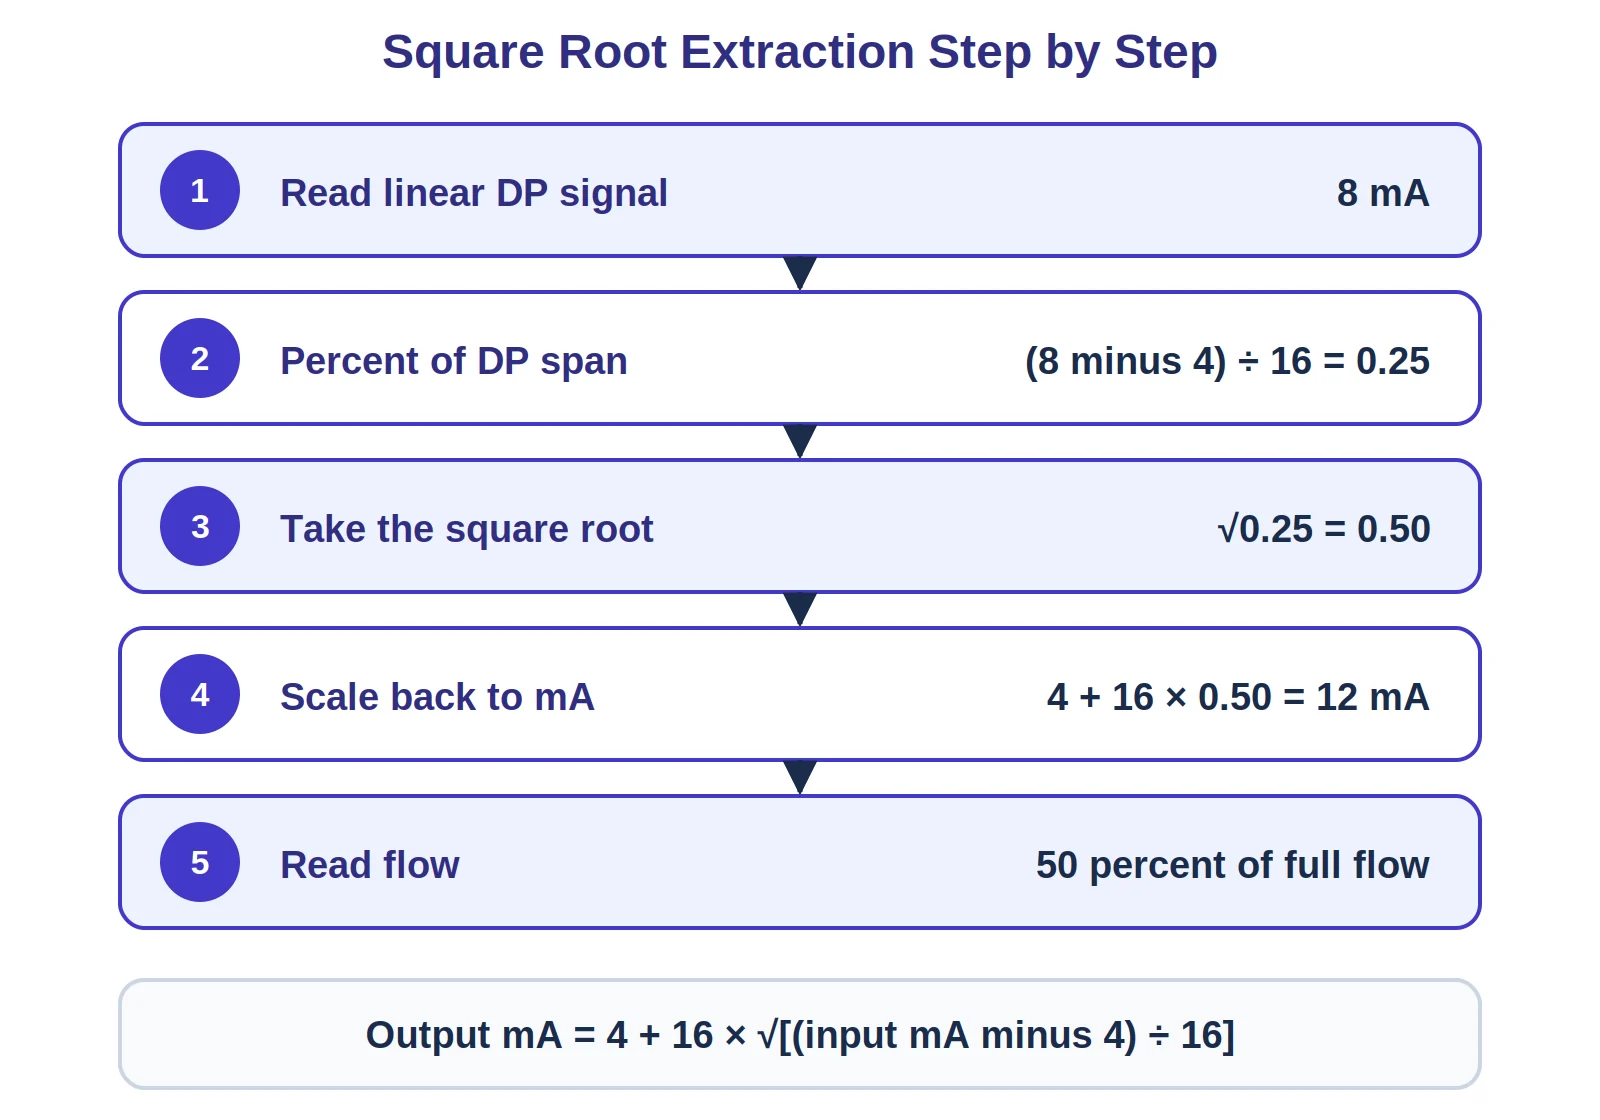 Square Root Extraction Step by Step
1 Read linear DP signal 8 mA
2 Percent of DP span (8 minus 4) ÷ 16 = 0.25
3 Take the square root √0.25 = 0.50
4 Scale back to mA 4 + 16 × 0.50 = 12 mA
5 Read flow 50 percent of full flow
Output mA = 4 + 16 × √[(input mA minus 4) ÷ 16]